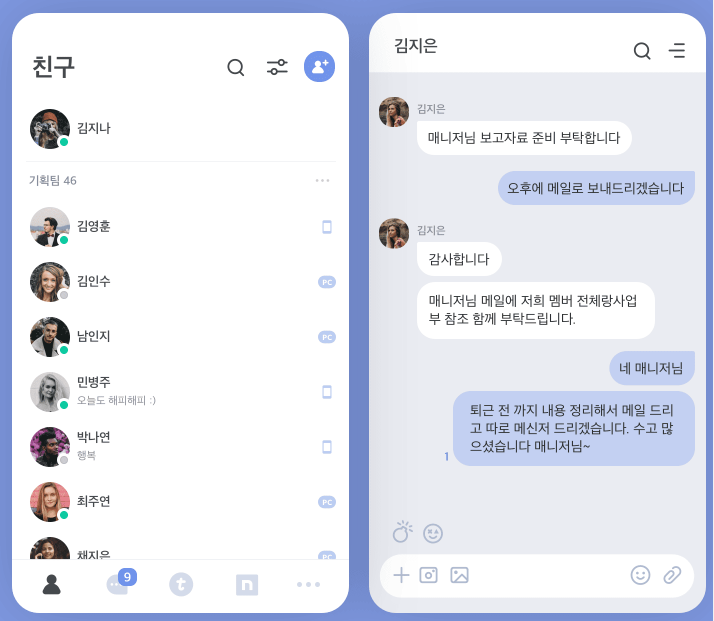 친구
김지나
기획팀 46
김영훈
김인수
PC
남인지
PC
민병주
오늘도 해피해피 :)
박나연
행복
최주연
PC
채지은
PC
9
t
n
김지은
김지은
매니저님 보고자료 준비 부탁합니다
오후에 메일로 보내드리겠습니다
김지은
감사합니다
매니저님 메일에 저희 멤버 전체랑사업
부 참조 함께 부탁드립니다.
네 매니저님
퇴근 전 까지 내용 정리해서 메일 드리
고 따로 메신저 드리겠습니다. 수고 많
으셨습니다 매니저님~
1